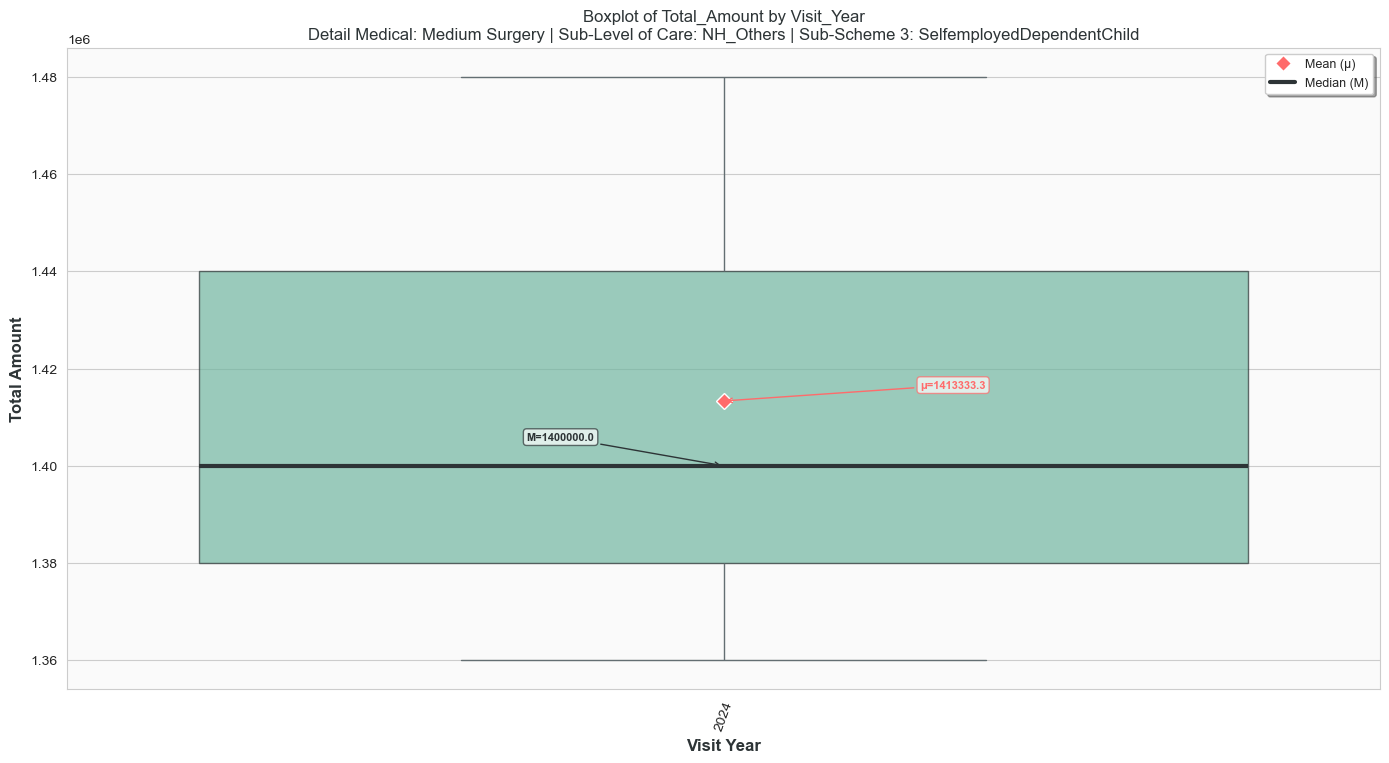 Boxplot of Total_Amount by Visit_Year
Detail Medical: Medium Surgery | Sub-Level of Care: NH_Others | Sub-Scheme 3: SelfemployedDependentChild
1e6
Mean (μ)
Median (M)
1.48
1.46
1.44
1.42
1.40
1.38
1.36
Total Amount
μ=1413333.3
M=1400000.0
2024
Visit Year